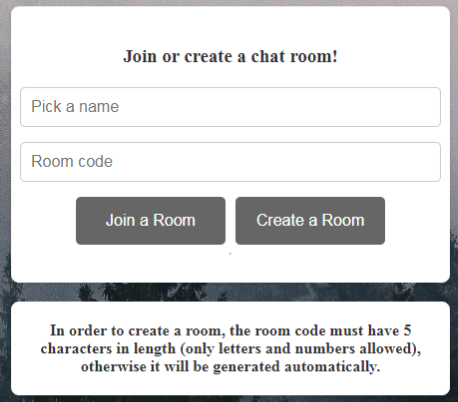 Join or create a chat room!
Pick a name
Room code
Join a Room
Create a Room
In order to create a room, the room code must have 5
characters in length (only letters and numbers allowed),
otherwise it will be generated automatically.